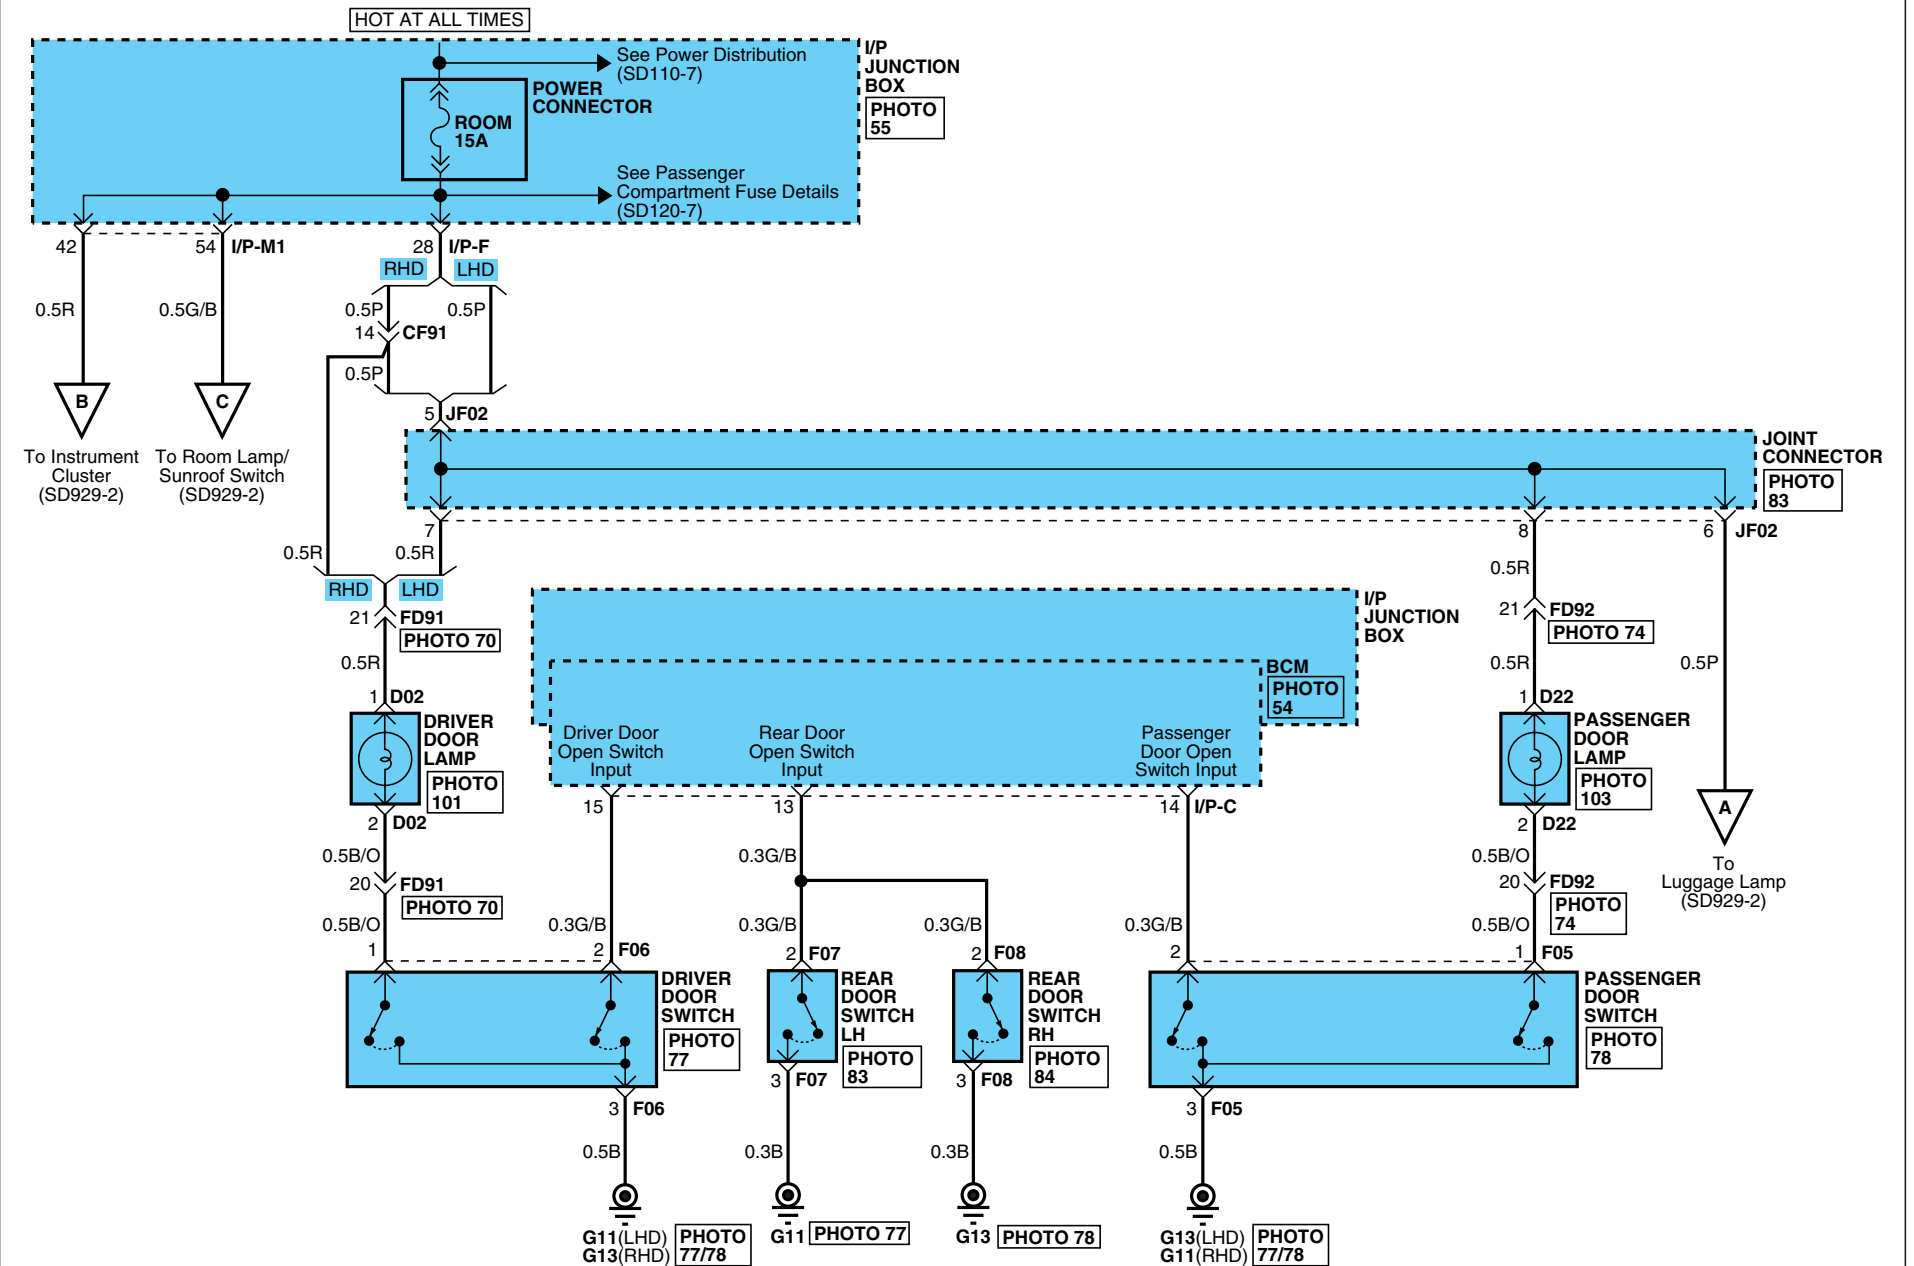 HOT AT ALL TIMES
See Power Distribution
(SD110-7)
I/P
JUNCTION
BOX
PHOTO
55
POWER
CONNECTOR
ROOM
15A
See Passenger
Compartment Fuse Details
(SD120-7)
42
54
I/P-M1
28
I/P-F
RHD
LHD
0.5R
0.5G/B
0.5P
0.5P
14
CF91
0.5P
B
C
5
JF02
To Instrument
Cluster
(SD929-2)
To Room Lamp/
Sunroof Switch
(SD929-2)
JOINT
CONNECTOR
PHOTO
83
7
8
6
JF02
0.5R
0.5R
0.5R
RHD
LHD
21
FD91
PHOTO 70
I/P
JUNCTION
BOX
21
FD92
PHOTO 74
0.5R
0.5R
0.5P
BCM
PHOTO
54
1
D02
1
D22
DRIVER
DOOR
LAMP
PHOTO
101
Driver Door
Open Switch
Input
Rear Door
Open Switch
Input
Passenger
Door Open
Switch Input
PASSENGER
DOOR
LAMP
PHOTO
103
15
13
14
I/P-C
A
2
D02
2
D22
0.5B/O
0.3G/B
0.5B/O
To
Luggage Lamp
(SD929-2)
20
FD91
PHOTO 70
20
FD92
PHOTO
74
0.5B/O
0.3G/B
0.3G/B
0.3G/B
0.3G/B
0.5B/O
1
2
F06
2
F07
2
F08
2
1
F05
DRIVER
DOOR
SWITCH
PHOTO
77
REAR
DOOR
SWITCH
LH
PHOTO
83
REAR
DOOR
SWITCH
RH
PHOTO
84
PASSENGER
DOOR
SWITCH
PHOTO
78
3
F06
3
F07
3
F08
3
F05
0.5B
0.3B
0.3B
0.5B
G11(LHD)
G13(RHD)
PHOTO
77/78
G11
PHOTO 77
G13
PHOTO 78
G13(LHD)
G11(RHD)
PHOTO
77/78